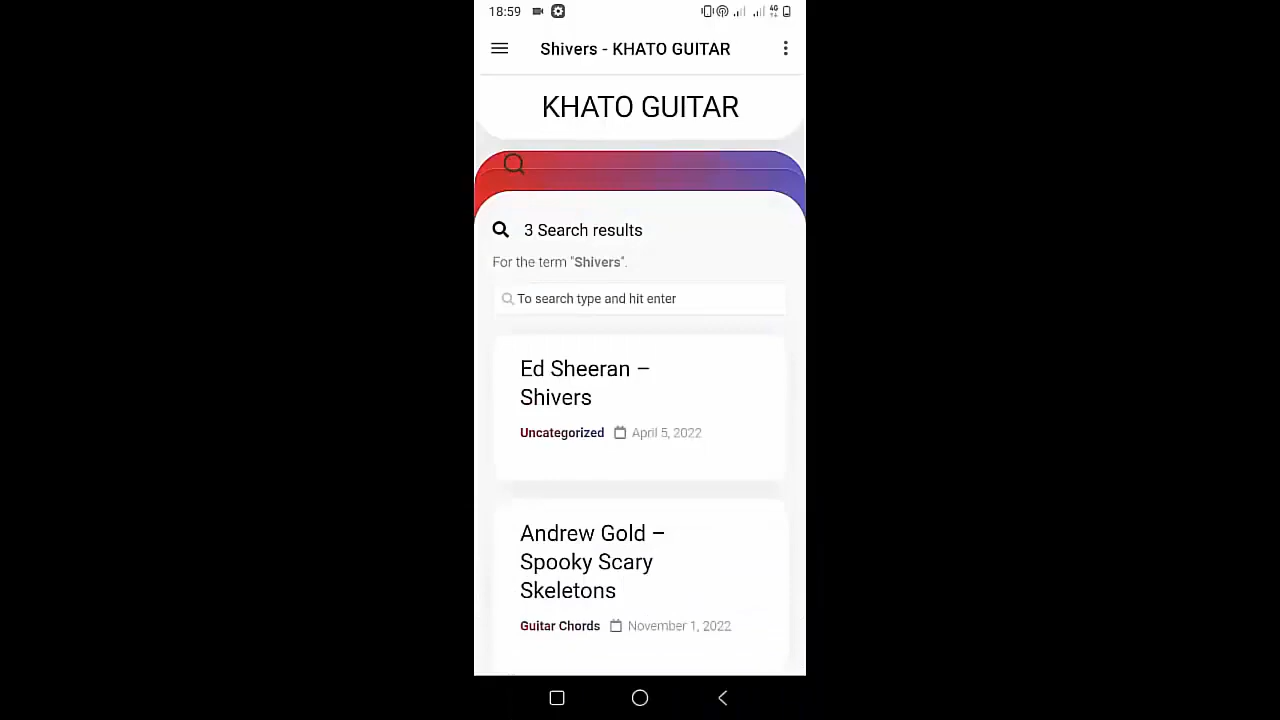 18:59
4G
Shivers - KHATO GUITAR
KHATO GUITAR
3 Search results
For the term "Shivers".
To search type and hit enter
Ed Sheeran –
Shivers
Uncategorized April 5, 2022
Andrew Gold –
Spooky Scary
Skeletons
Guitar Chords November 1, 2022